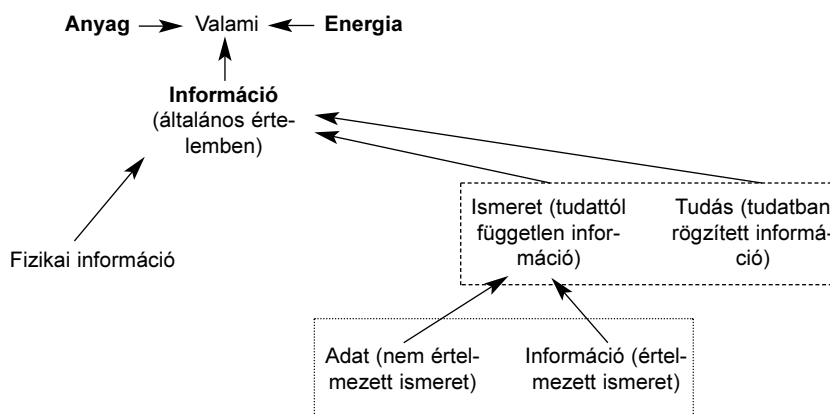 Anyag Valami Energia
Információ
(általános érte-
lemben)
Ismeret (tudattól
független infor-
máció)
Tudás (tudatban
rögzített informá-
ció)
Fizikai információ
Adat (nem értel-
mezett ismeret)
Információ (értel-
mezett ismeret)